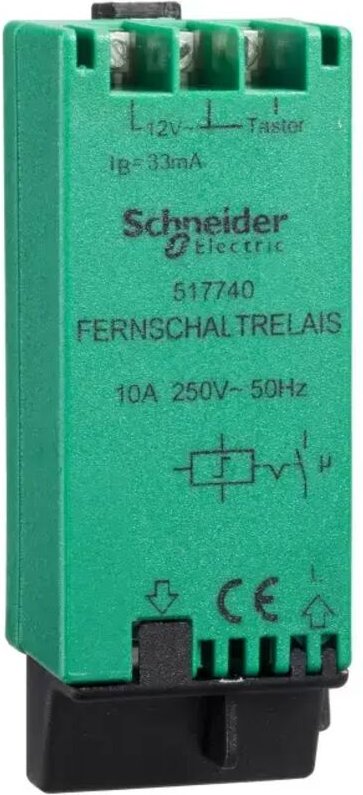 12V~ Taster
IB=33mA
Schneider
Electric
517740
FERNSCHALTRELAIS
10A 250V~ 50Hz
µ
CE
L